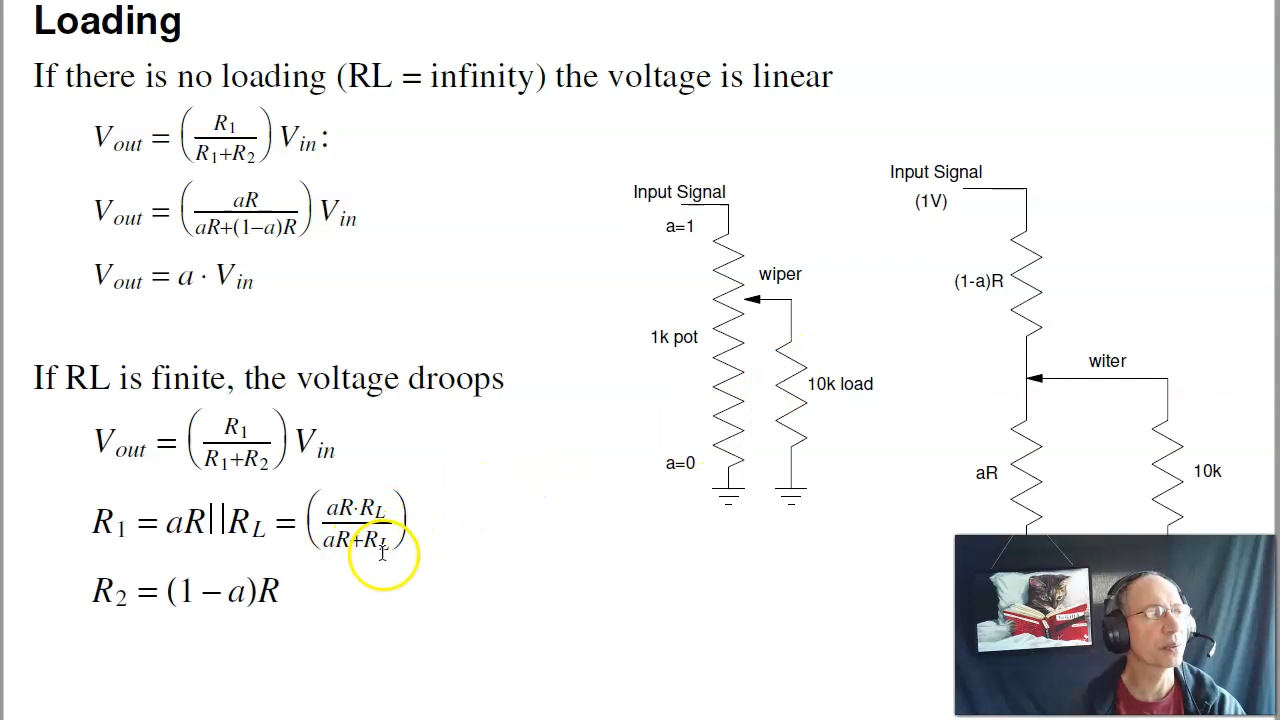 Loading
If there is no loading (RL = infinity) the voltage is linear
V_out = (R_1 / (R_1+R_2)) V_in:
V_out = (aR / (aR+(1−a)R)) V_in
V_out = a · V_in
If RL is finite, the voltage droops
V_out = (R_1 / (R_1+R_2)) V_in
R_1 = aR||R_L = (aR·R_L / (aR+R_L))
R_2 = (1 − a)R
Input Signal
a=1
wiper
1k pot
10k load
a=0
Input Signal
(1V)
(1-a)R
witer
aR
10k